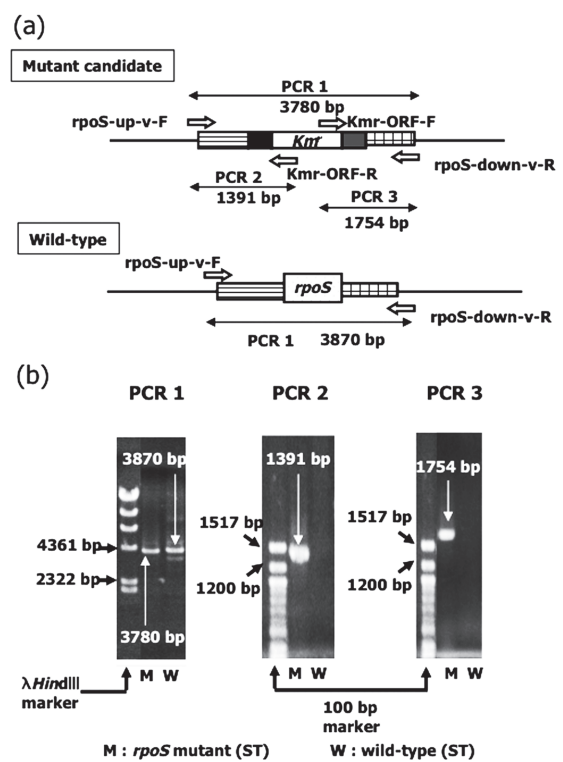 (a)
Mutant candidate
PCR 1
3780 bp
rpoS-up-v-F
Kmr-ORF-F
Kmr
Kmr-ORF-R
rpoS-down-v-R
PCR 2
1391 bp
PCR 3
1754 bp
Wild-type
rpoS-up-v-F
rpoS
rpoS-down-v-R
PCR 1 3870 bp
(b)
PCR 1 PCR 2 PCR 3
3870 bp 1391 bp 1754 bp
1517 bp 1517 bp
4361 bp
2322 bp
1200 bp 1200 bp
3780 bp
λHindIII
marker
M W M W M W
100 bp
marker
M : rpoS mutant (ST) W : wild-type (ST)